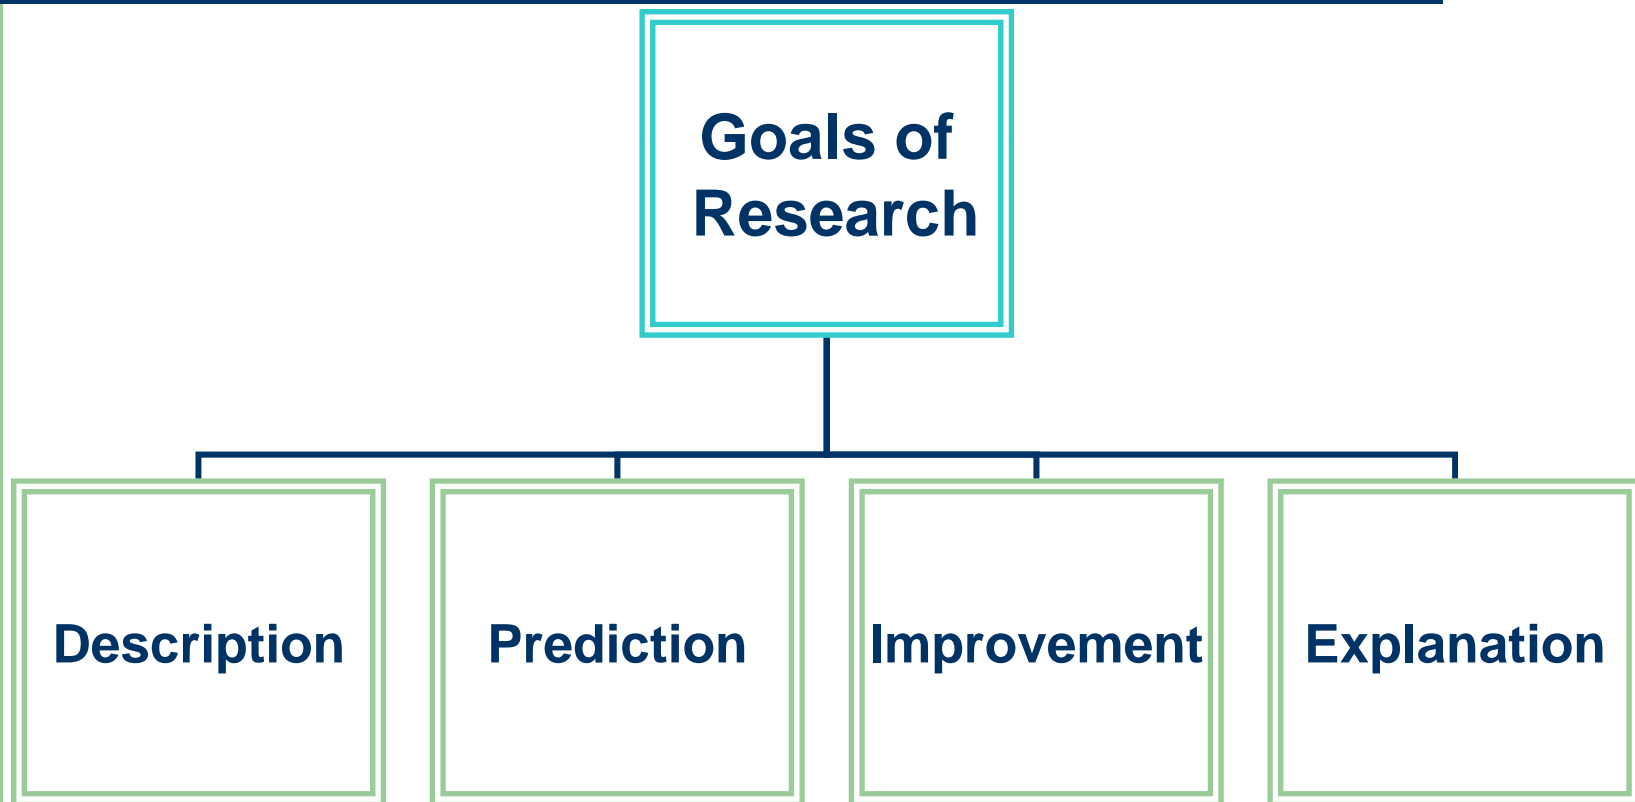 Goals of
Research
Description
Prediction
Improvement
Explanation